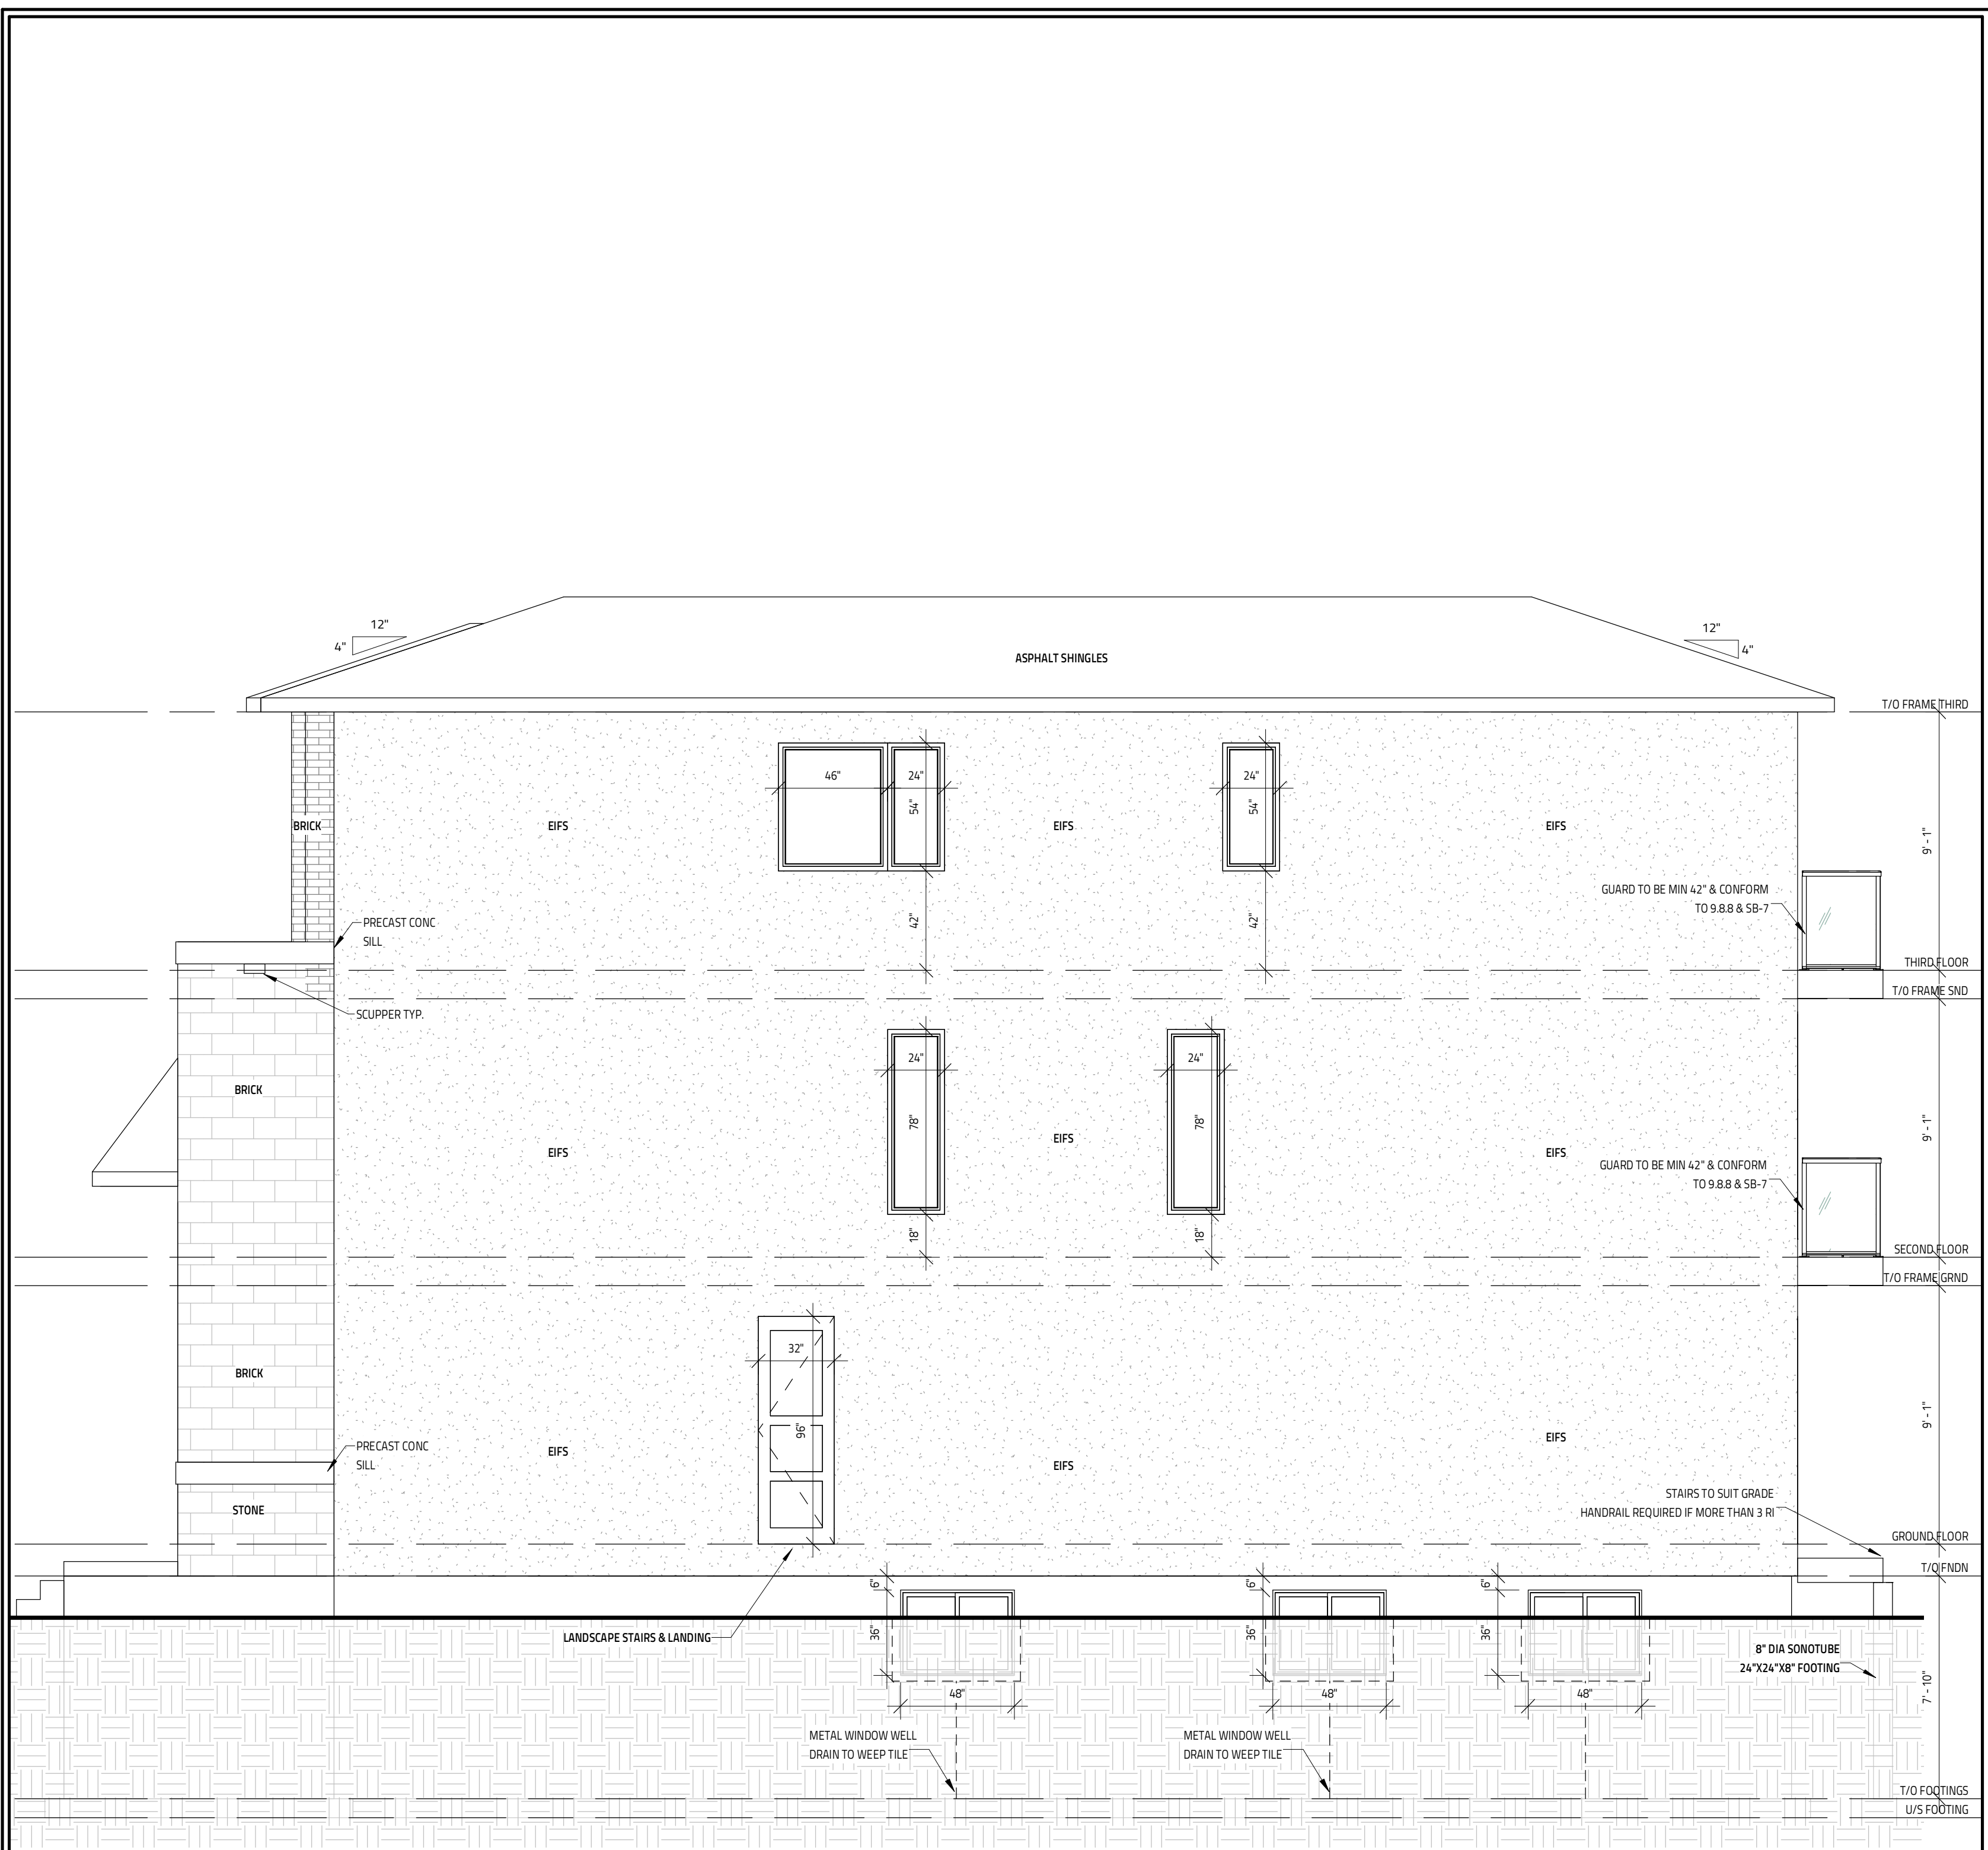 12"
4"
12"
4"
ASPHALT SHINGLES
T/O FRAME THIRD
46"
24"
54"
24"
54"
BRICK
EIFS
EIFS
EIFS
9' - 1"
GUARD TO BE MIN 42" & CONFORM
TO 9.8.8 & SB-7
PRECAST CONC
SILL
42"
42"
THIRD FLOOR
T/O FRAME SND
SCUPPER TYP.
24"
24"
BRICK
78"
78"
EIFS
EIFS
EIFS
9' - 1"
GUARD TO BE MIN 42" & CONFORM
TO 9.8.8 & SB-7
18"
18"
SECOND FLOOR
T/O FRAME GRND
32"
BRICK
96"
EIFS
EIFS
EIFS
9' - 1"
PRECAST CONC
SILL
STONE
STAIRS TO SUIT GRADE
HANDRAIL REQUIRED IF MORE THAN 3 RI
GROUND FLOOR
T/O FNDN
6"
6"
6"
36"
36"
36"
LANDSCAPE STAIRS & LANDING
8" DIA SONOTUBE
24"X24"X8" FOOTING
48"
48"
48"
7' - 10"
METAL WINDOW WELL
DRAIN TO WEEP TILE
METAL WINDOW WELL
DRAIN TO WEEP TILE
T/O FOOTINGS
U/S FOOTING